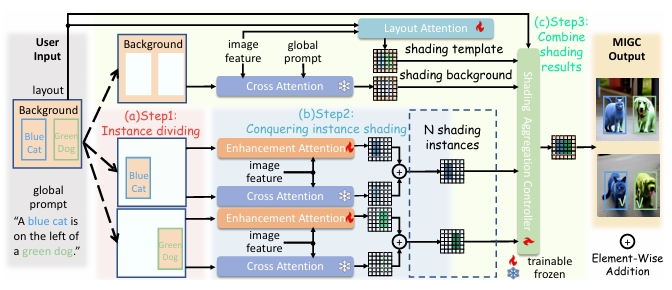 User
Input
layout
Background
Blue
Cat
Green
Dog
global
prompt
“A blue cat is
on the left of
a green dog.”
Background
image
feature
global
prompt
Layout Attention
shading template
Cross Attention
shading background
(a)Step1:
Instance dividing
(b)Step2:
Conquering instance shading
Blue
Cat
Enhancement Attention
image
feature
Cross Attention
Green
Dog
Enhancement Attention
image
feature
Cross Attention
N shading
instances
Shading Aggregation Controller
(c)Step3:
Combine
shading
results
trainable
frozen
MIGC
Output
Element-Wise
Addition